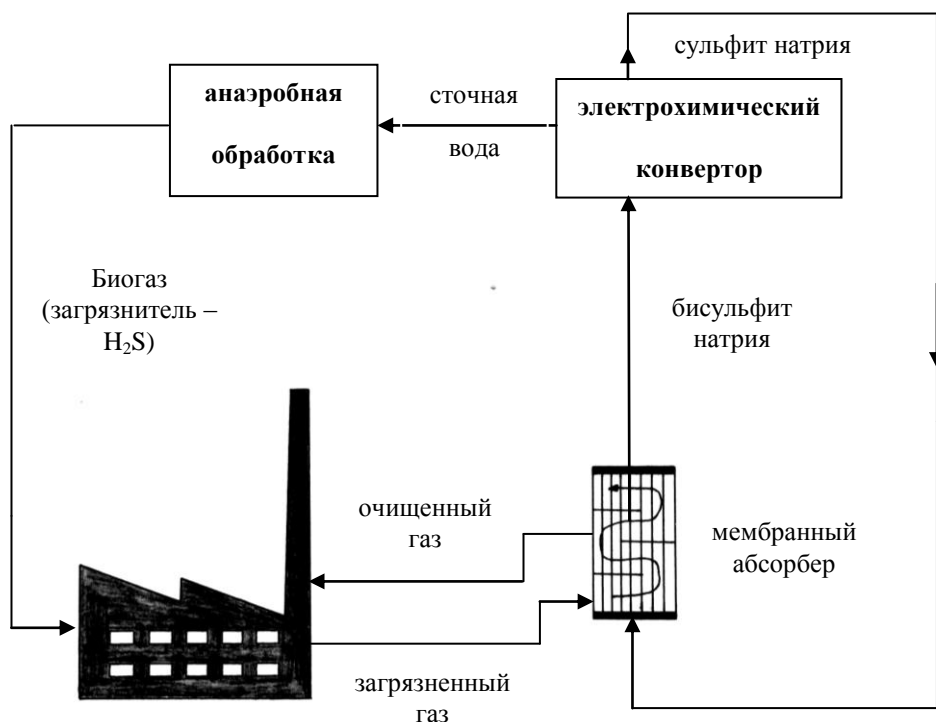 сульфит натрия
анаэробная
обработка
сточная
вода
электрохимический
конвертор
Биогаз
(загрязнитель –
H₂S)
бисульфит
натрия
очищенный
газ
мембранный
абсорбер
загрязненный
газ